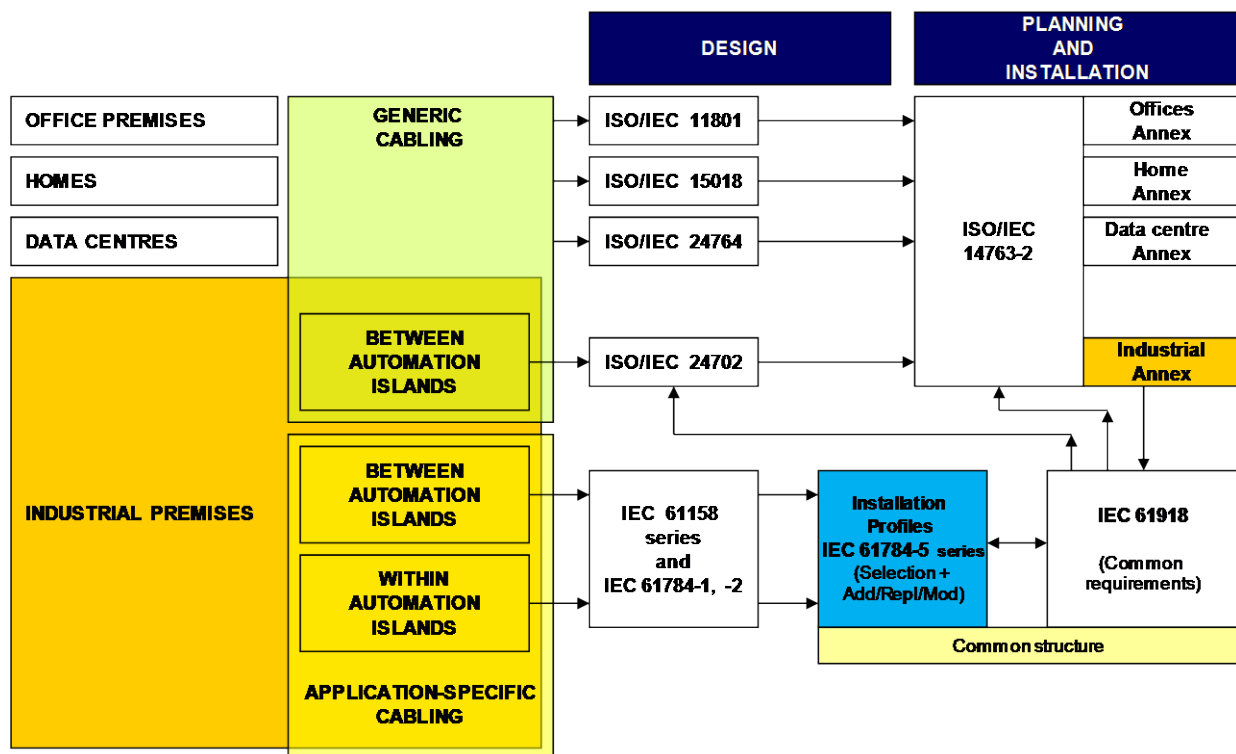 DESIGN
PLANNING
AND
INSTALLATION
OFFICE PREMISES
HOMES
DATA CENTRES
INDUSTRIAL PREMISES
GENERIC
CABLING
BETWEEN
AUTOMATION
ISLANDS
BETWEEN
AUTOMATION
ISLANDS
WITHIN
AUTOMATION
ISLANDS
APPLICATION-SPECIFIC
CABLING
ISO/IEC 11801
ISO/IEC 15018
ISO/IEC 24764
ISO/IEC 24702
IEC 61158
series
and
IEC 61784-1, -2
ISO/IEC
14763-2
Offices
Annex
Home
Annex
Data centre
Annex
Industrial
Annex
Installation
Profiles
IEC 61784-5 series
(Selection +
Add/Repl/Mod)
IEC 61918
(Common
requirements)
Common structure